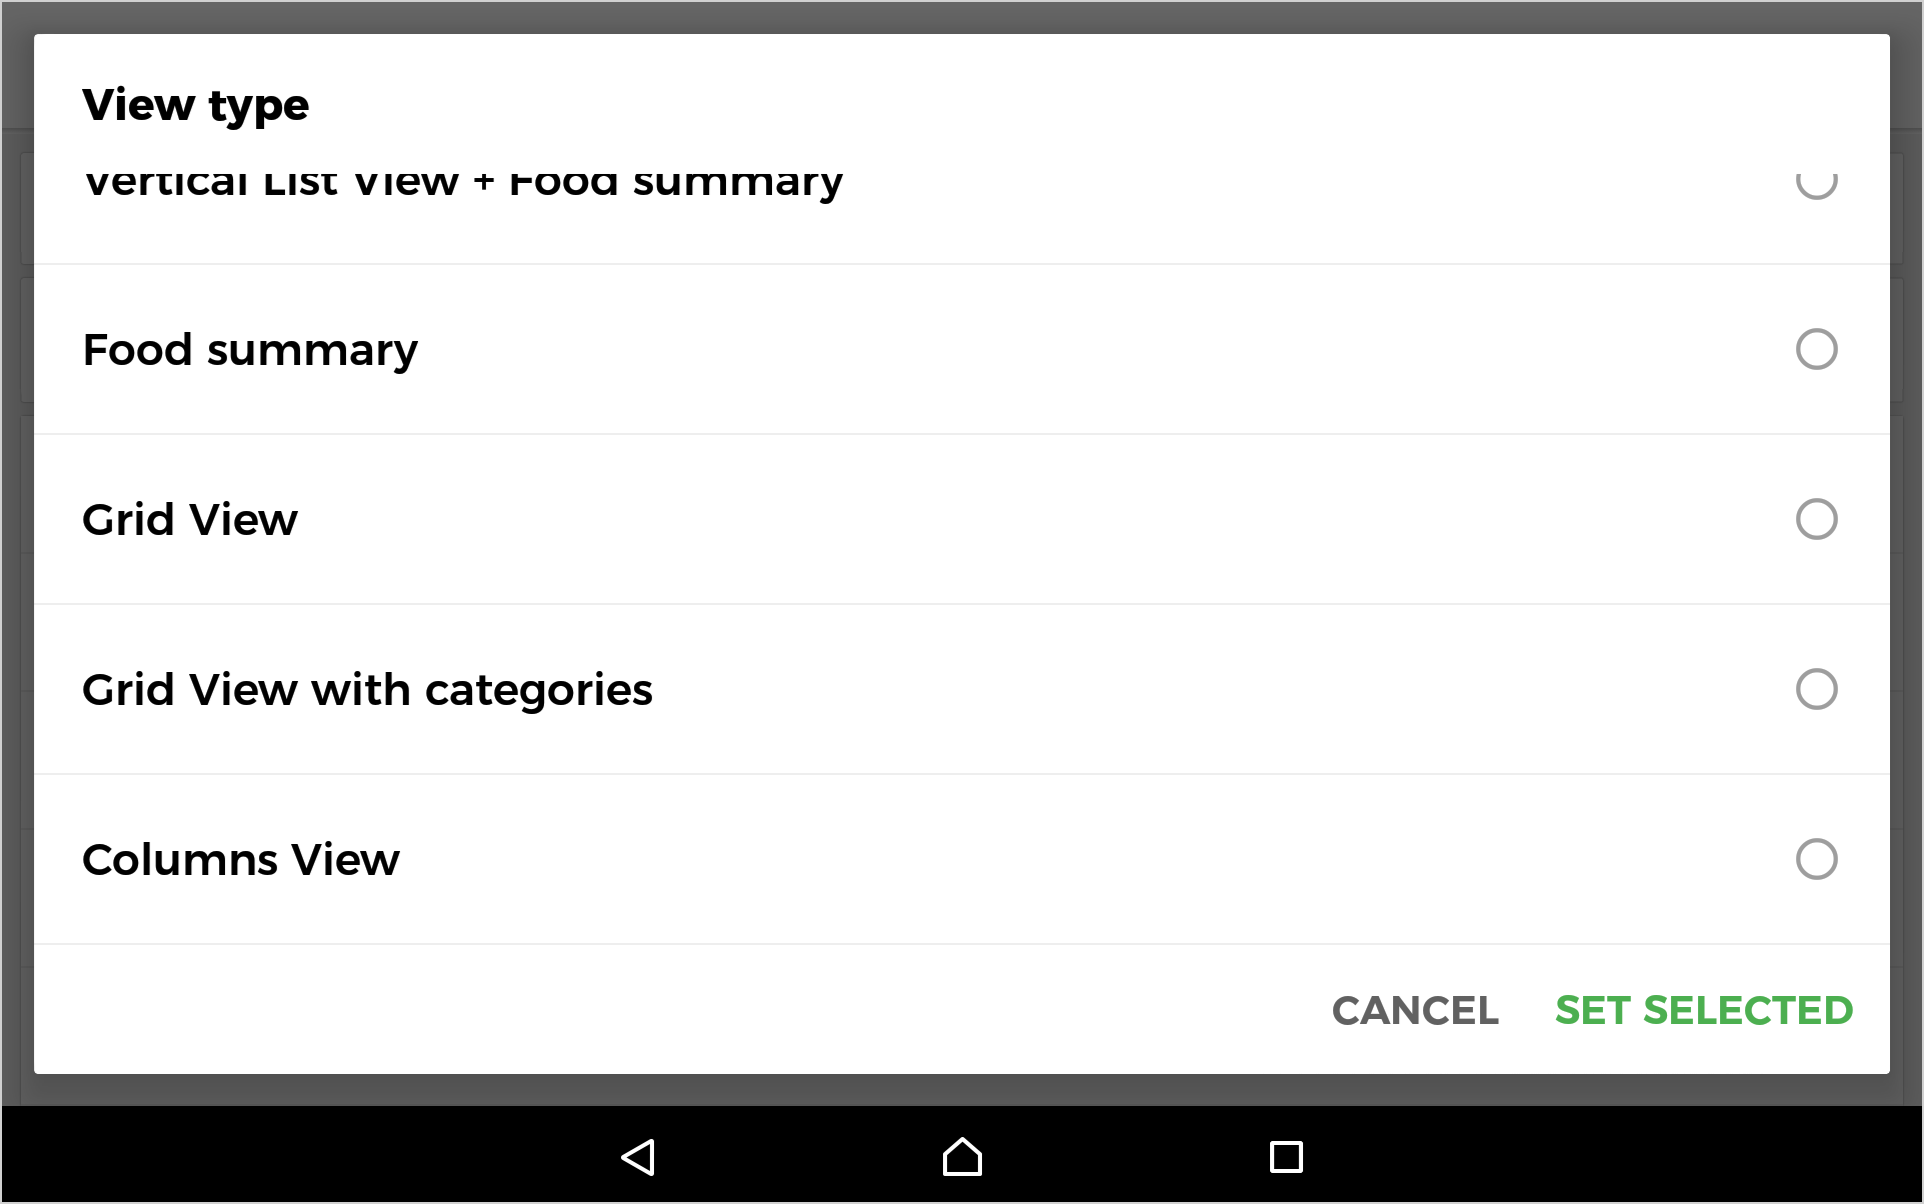 View type
Vertical List View + Food summary
Food summary
Grid View
Grid View with categories
Columns View
CANCEL SET SELECTED